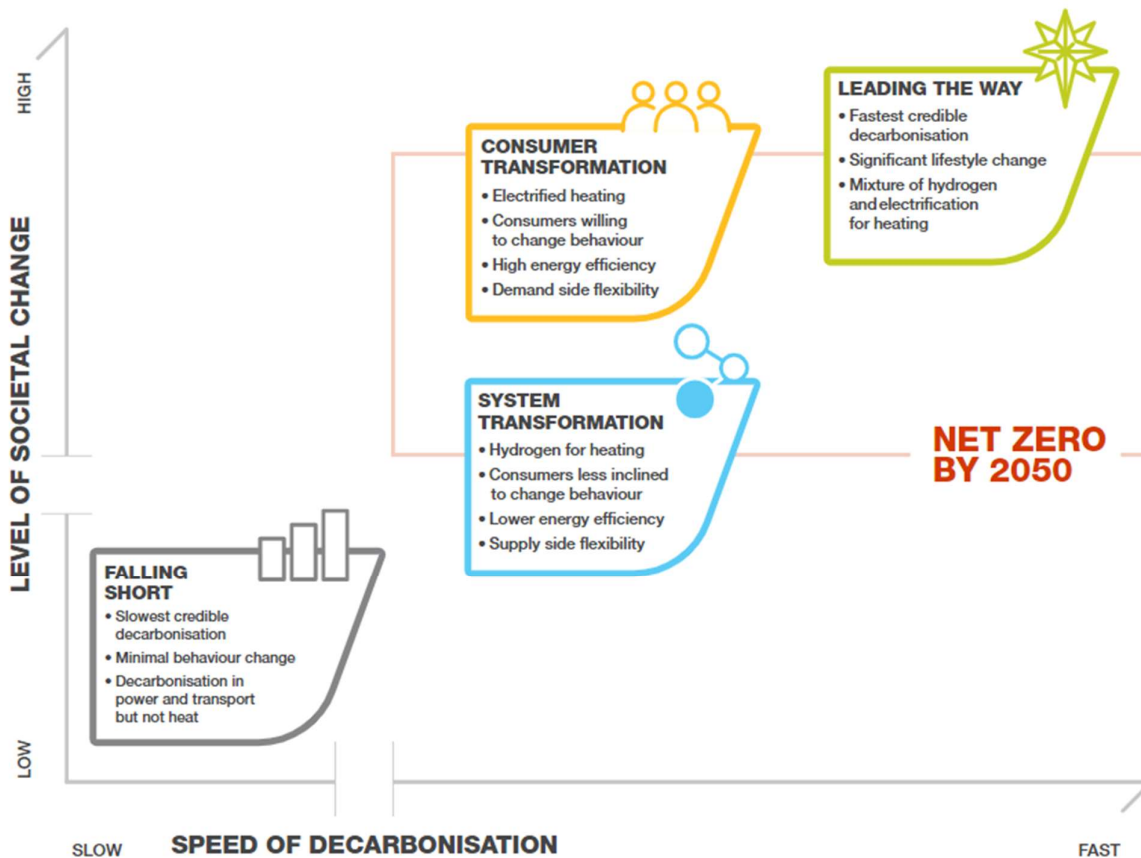 HIGH
LEVEL OF SOCIETAL CHANGE
LOW
LEADING THE WAY
• Fastest credible
decarbonisation
• Significant lifestyle change
• Mixture of hydrogen
and electrification
for heating
CONSUMER
TRANSFORMATION
• Electrified heating
• Consumers willing
to change behaviour
• High energy efficiency
• Demand side flexibility
SYSTEM
TRANSFORMATION
• Hydrogen for heating
• Consumers less inclined
to change behaviour
• Lower energy efficiency
• Supply side flexibility
NET ZERO
BY 2050
FALLING
SHORT
• Slowest credible
decarbonisation
• Minimal behaviour change
• Decarbonisation in
power and transport
but not heat
SLOW
SPEED OF DECARBONISATION
FAST